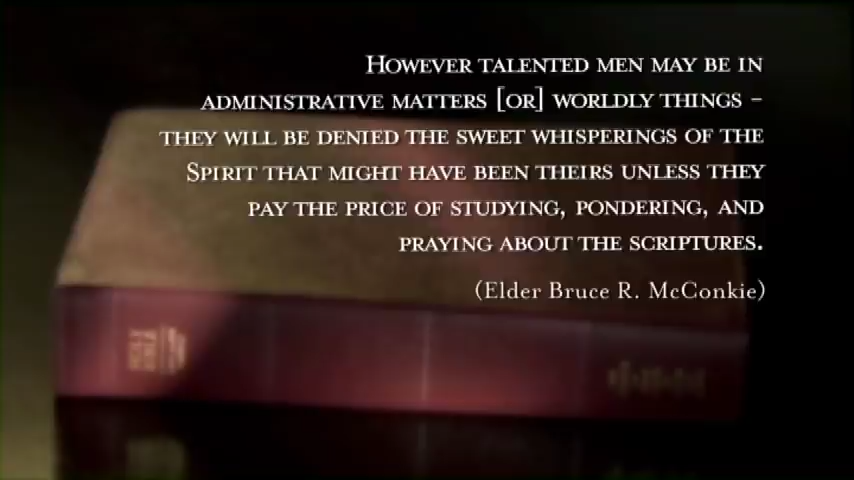 However talented men may be in
administrative matters [or] worldly things –
they will be denied the sweet whisperings of the
Spirit that might have been theirs unless they
pay the price of studying, pondering, and
praying about the scriptures.
(Elder Bruce R. McConkie)